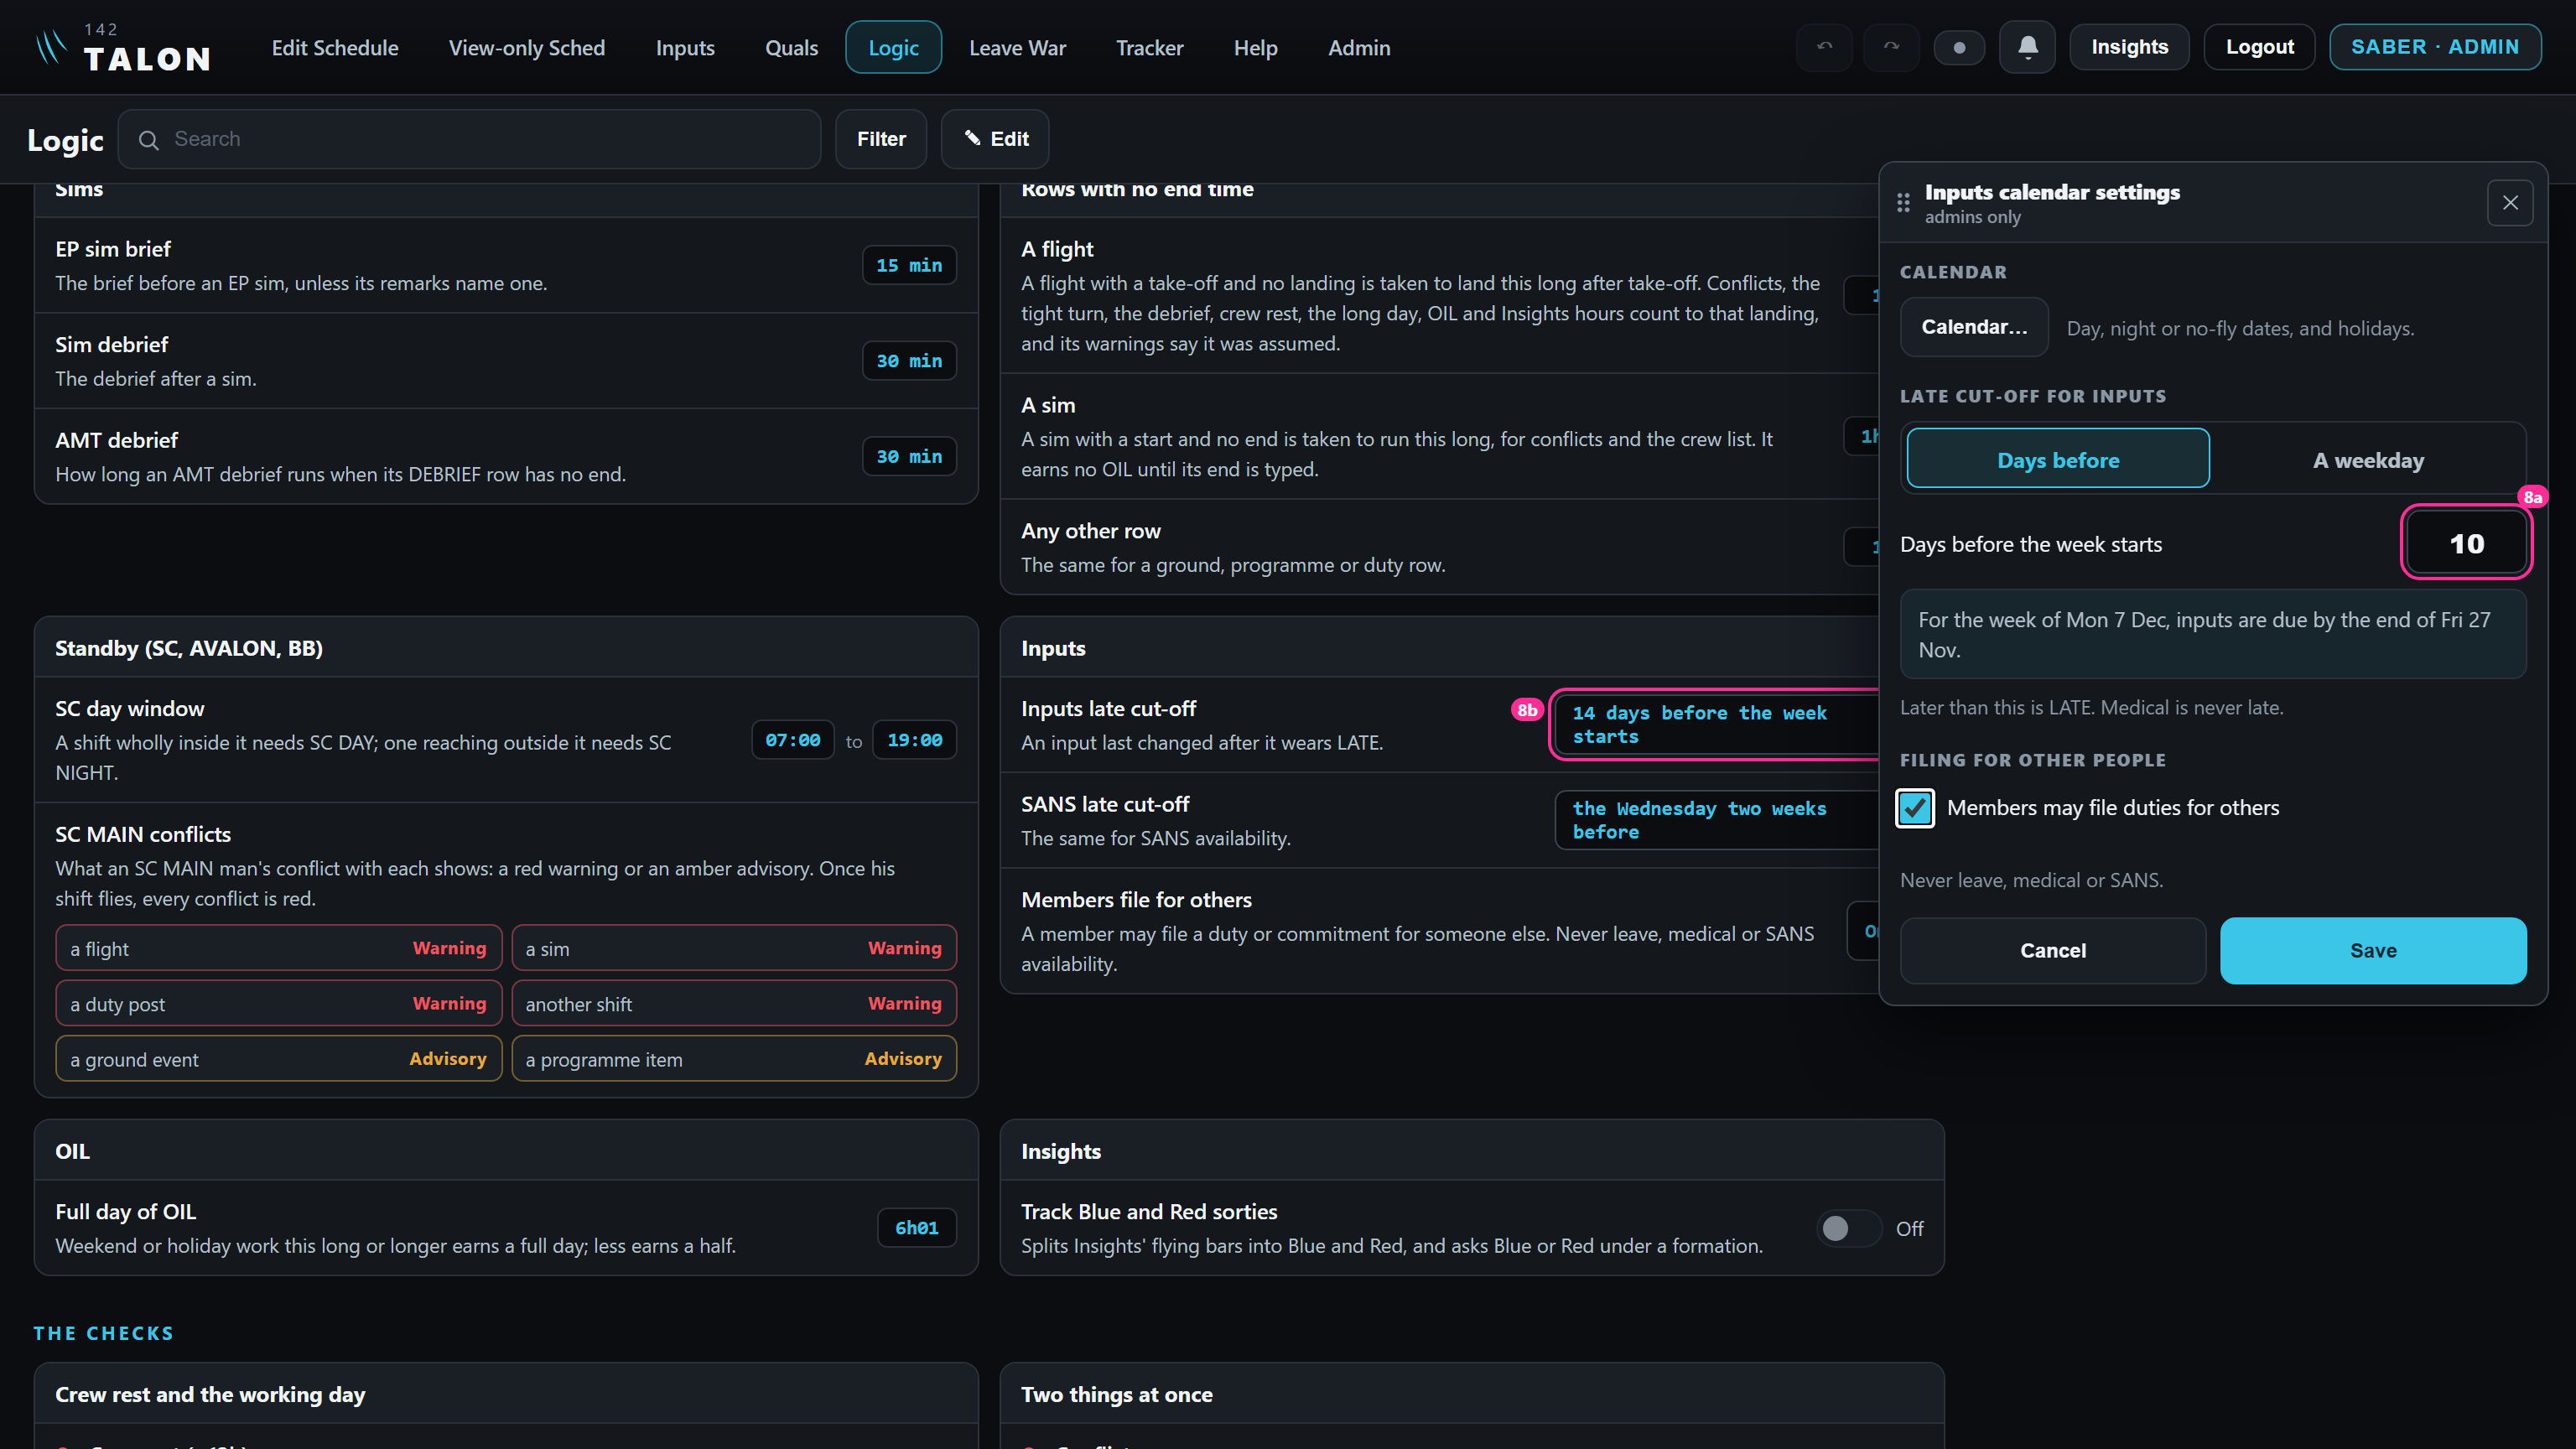 142
TALON
Edit Schedule
View-only Sched
Inputs
Quals
Logic
Leave War
Tracker
Help
Admin
Insights
Logout
SABER · ADMIN
Logic
Search
Filter
Edit
Sims
EP sim brief
The brief before an EP sim, unless its remarks name one.
15 min
Sim debrief
The debrief after a sim.
30 min
AMT debrief
How long an AMT debrief runs when its DEBRIEF row has no end.
30 min
Rows with no end time
A flight
A flight with a take-off and no landing is taken to land this long after take-off. Conflicts, the
tight turn, the debrief, crew rest, the long day, OIL and Insights hours count to that landing,
and its warnings say it was assumed.
A sim
A sim with a start and no end is taken to run this long, for conflicts and the crew list. It
earns no OIL until its end is typed.
Any other row
The same for a ground, programme or duty row.
Standby (SC, AVALON, BB)
SC day window
A shift wholly inside it needs SC DAY; one reaching outside it needs SC
NIGHT.
07:00 to 19:00
SC MAIN conflicts
What an SC MAIN man's conflict with each shows: a red warning or an amber advisory. Once his
shift flies, every conflict is red.
a flight Warning
a sim Warning
a duty post Warning
another shift Warning
a ground event Advisory
a programme item Advisory
Inputs
Inputs late cut-off
An input last changed after it wears LATE.
8b
14 days before the week
starts
SANS late cut-off
The same for SANS availability.
the Wednesday two weeks
before
Members file for others
A member may file a duty or commitment for someone else. Never leave, medical or SANS
availability.
OIL
Full day of OIL
Weekend or holiday work this long or longer earns a full day; less earns a half.
6h01
Insights
Track Blue and Red sorties
Splits Insights' flying bars into Blue and Red, and asks Blue or Red under a formation.
Off
THE CHECKS
Crew rest and the working day
Two things at once
Inputs calendar settings
admins only
CALENDAR
Calendar...
Day, night or no-fly dates, and holidays.
LATE CUT-OFF FOR INPUTS
Days before
A weekday
8a
Days before the week starts
10
For the week of Mon 7 Dec, inputs are due by the end of Fri 27
Nov.
Later than this is LATE. Medical is never late.
FILING FOR OTHER PEOPLE
Members may file duties for others
Never leave, medical or SANS.
Cancel
Save